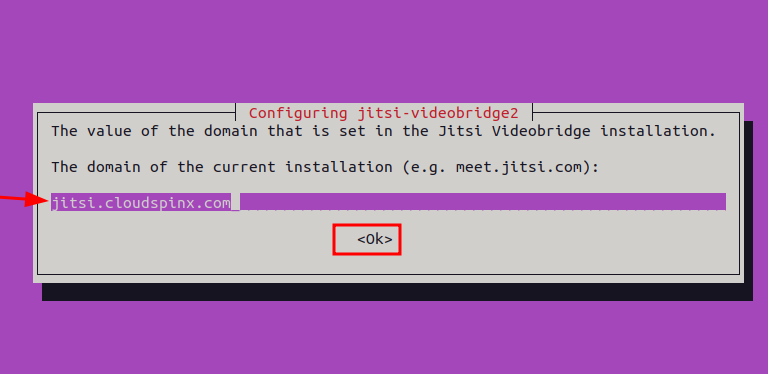 Configuring jitsi-videobridge2
The value of the domain that is set in the Jitsi Videobridge installation.
The domain of the current installation (e.g. meet.jitsi.com):
jitsi.cloudspinx.com
<Ok>